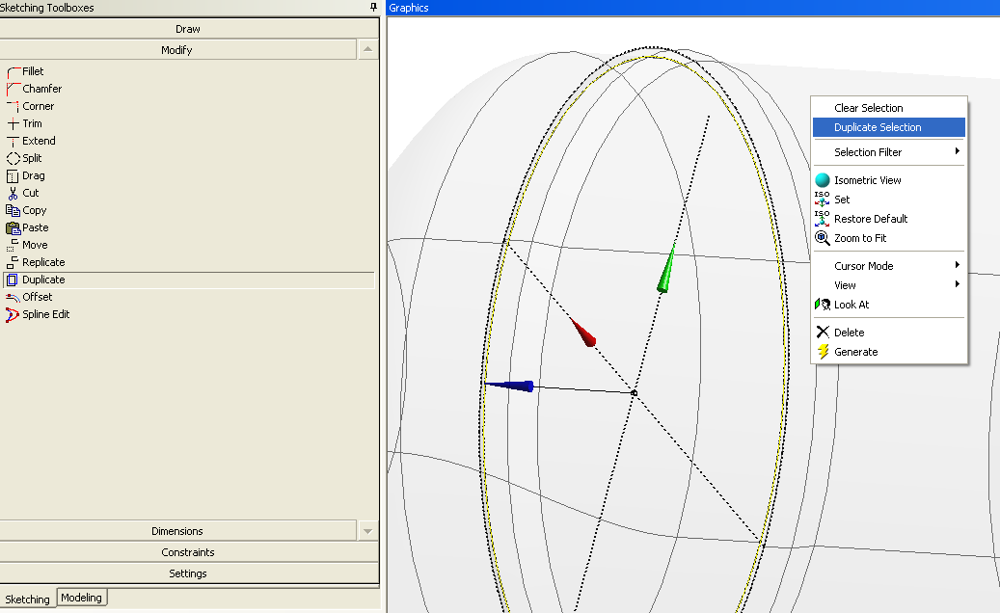 Sketching Toolboxes
Draw
Modify
Fillet
Chamfer
Corner
Trim
Extend
Split
Drag
Cut
Copy
Paste
Move
Replicate
Duplicate
Offset
Spline Edit
Dimensions
Constraints
Settings
Sketching Modeling
Graphics
Clear Selection
Duplicate Selection
Selection Filter
Isometric View
ISO Set
ISO Restore Default
Zoom to Fit
Cursor Mode
View
Look At
Delete
Generate